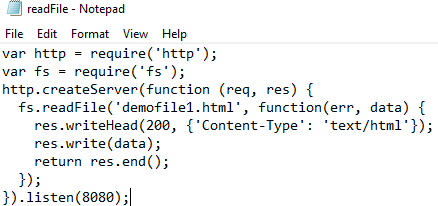 readFile - Notepad
File Edit Format View Help
var http = require('http');
var fs = require('fs');
http.createServer(function (req, res) {
  fs.readFile('demofile1.html', function(err, data) {
    res.writeHead(200, {'Content-Type': 'text/html'});
    res.write(data);
    return res.end();
  });
}).listen(8080);